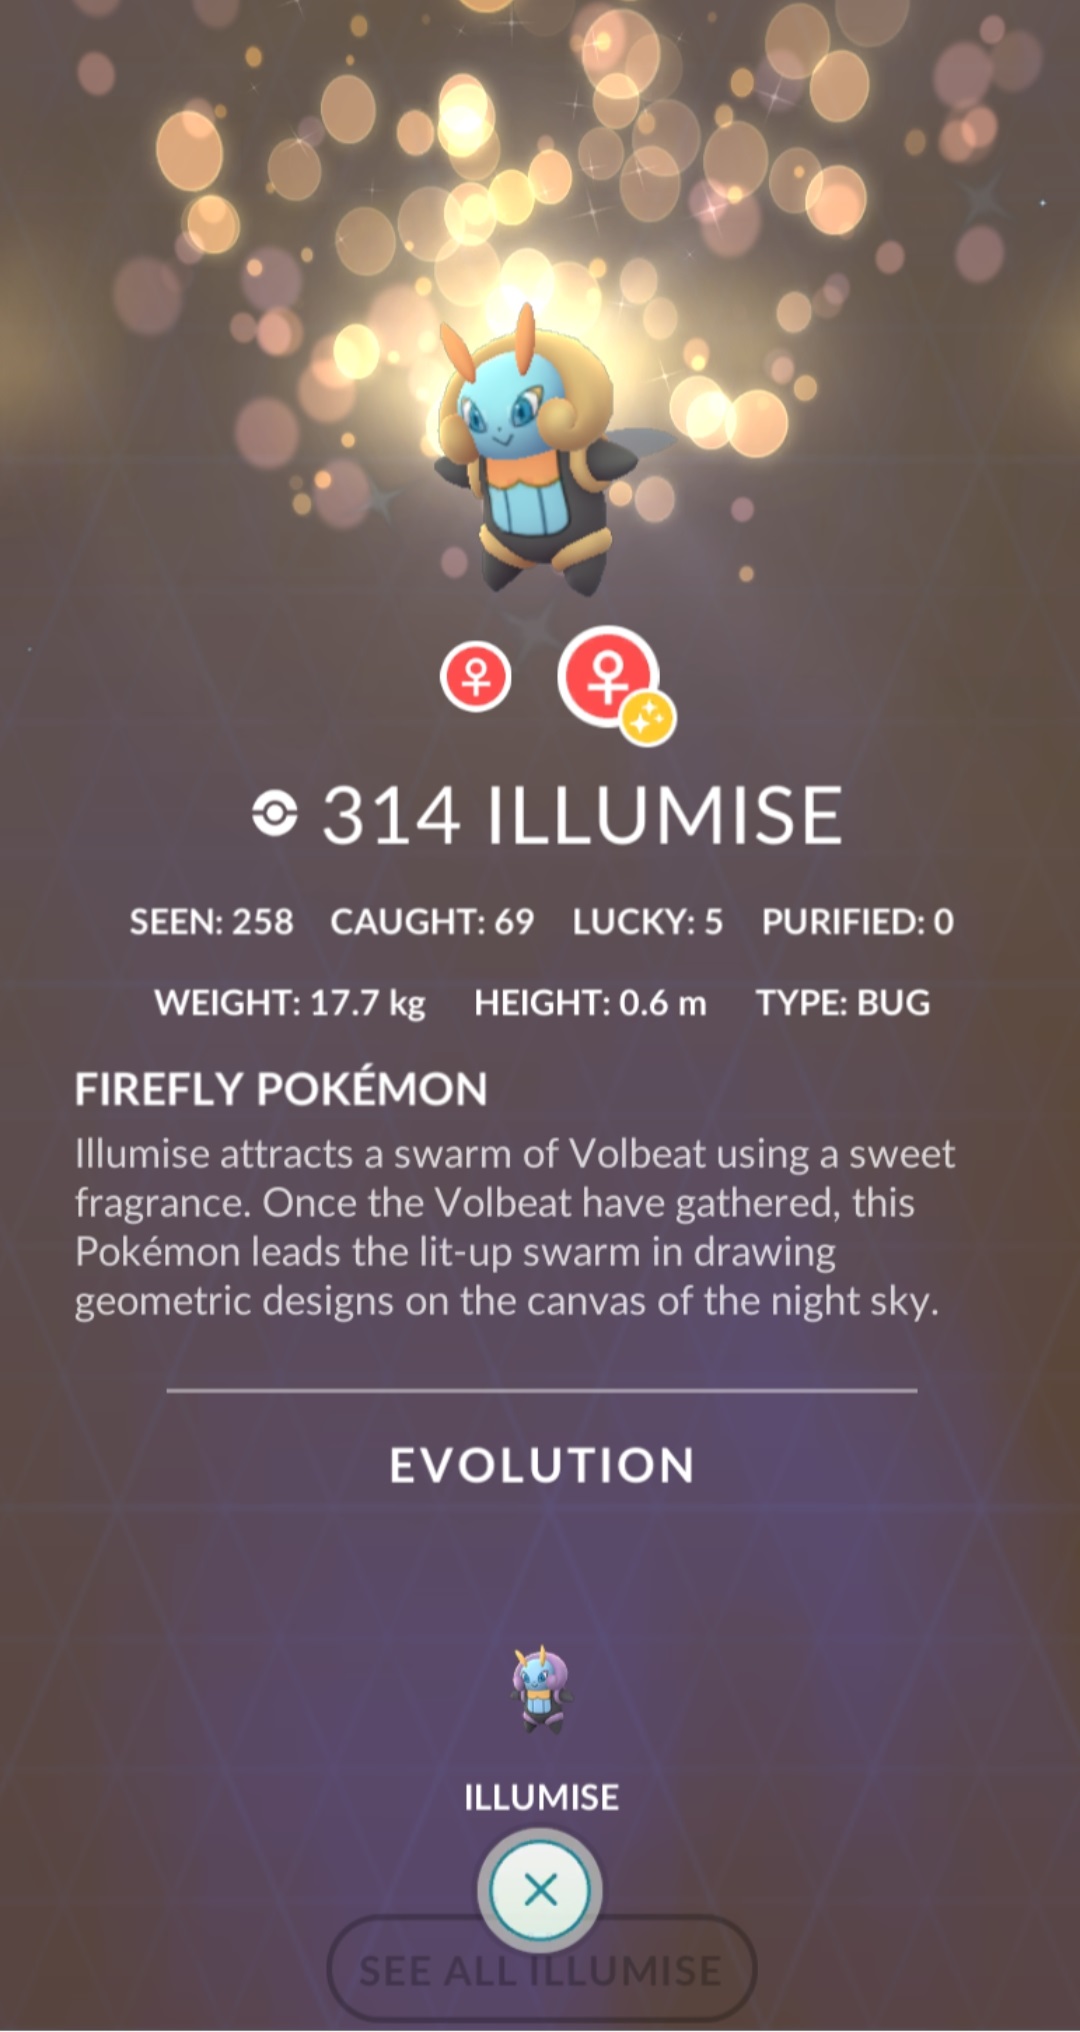 314 ILLUMISE
SEEN: 258 CAUGHT: 69 LUCKY: 5 PURIFIED: 0
WEIGHT: 17.7 kg HEIGHT: 0.6 m TYPE: BUG
FIREFLY POKÉMON
Illumise attracts a swarm of Volbeat using a sweet
fragrance. Once the Volbeat have gathered, this
Pokémon leads the lit-up swarm in drawing
geometric designs on the canvas of the night sky.
EVOLUTION
ILLUMISE
SEE ALL ILLUMISE